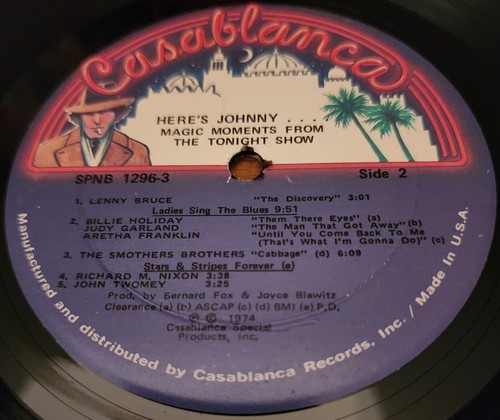 Casablanca
HERE'S JOHNNY . . .
MAGIC MOMENTS FROM
THE TONIGHT SHOW
SPNB 1296-3 Side 2
1. LENNY BRUCE "The Discovery" 3:01
Ladies Sing The Blues 9:51
2. BILLIE HOLIDAY "Them There Eyes" (a)
JUDY GARLAND "The Man That Got Away" (b)
ARETHA FRANKLIN "Until You Come Back To Me
(That's What I'm Gonna Do)" (c)
3. THE SMOTHERS BROTHERS "Cabbage" (d) 6:09
Stars & Stripes Forever (e)
4. RICHARD M. NIXON 3:38
5. JOHN TWOMEY 3:25
Prod. by Bernard Fox & Joyce Biawitz
Clearance (a) (b) ASCAP (c) (d) BMI (e) P.D.
© ℗ 1974
Casablanca Special
Products, Inc.
Manufactured and distributed by Casablanca Records, Inc. / Made in U.S.A.